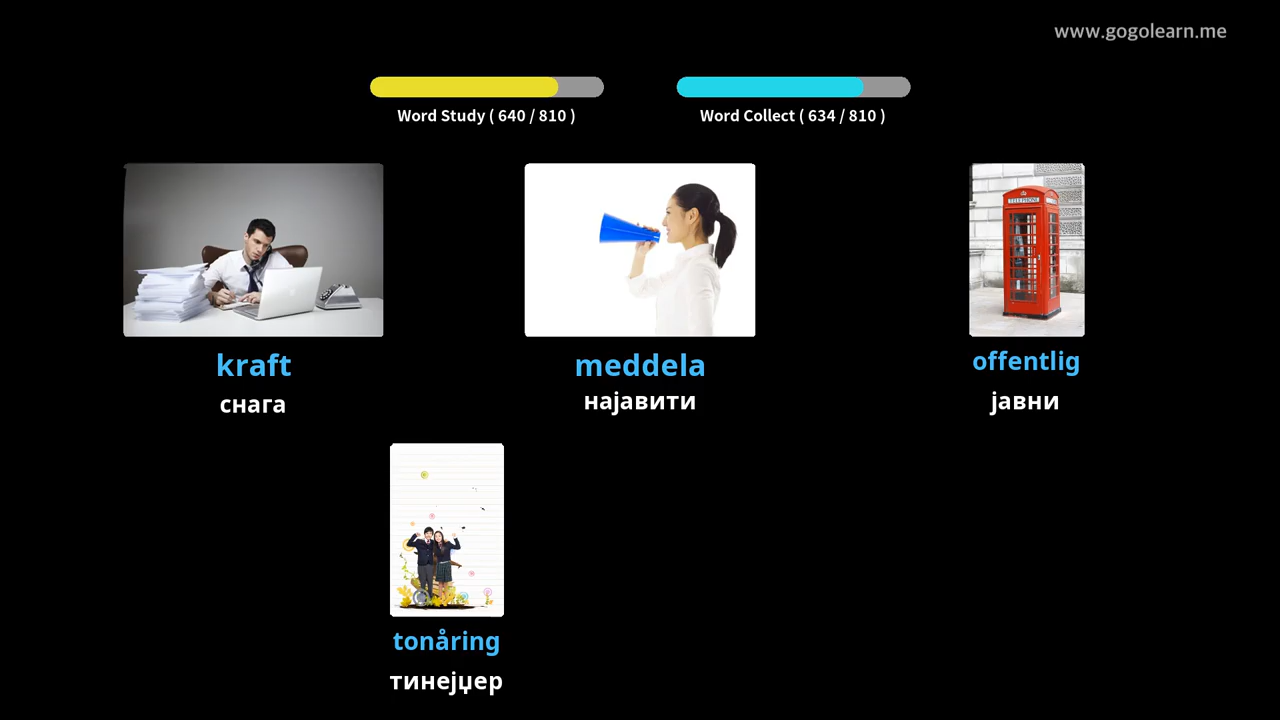 www.gogolearn.me
Word Study ( 640 / 810 )
Word Collect ( 634 / 810 )
TELEPHONE
kraft
снага
meddela
најавити
offentlig
јавни
tonåring
тинејџер